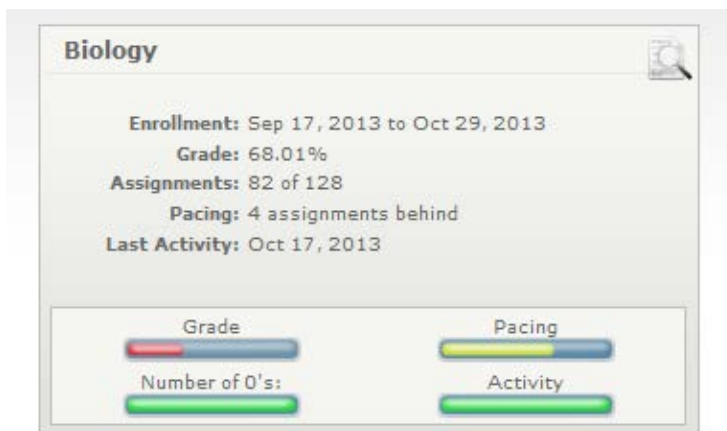 Biology
Enrollment: Sep 17, 2013 to Oct 29, 2013
Grade: 68.01%
Assignments: 82 of 128
Pacing: 4 assignments behind
Last Activity: Oct 17, 2013
Grade Pacing
Number of 0's: Activity